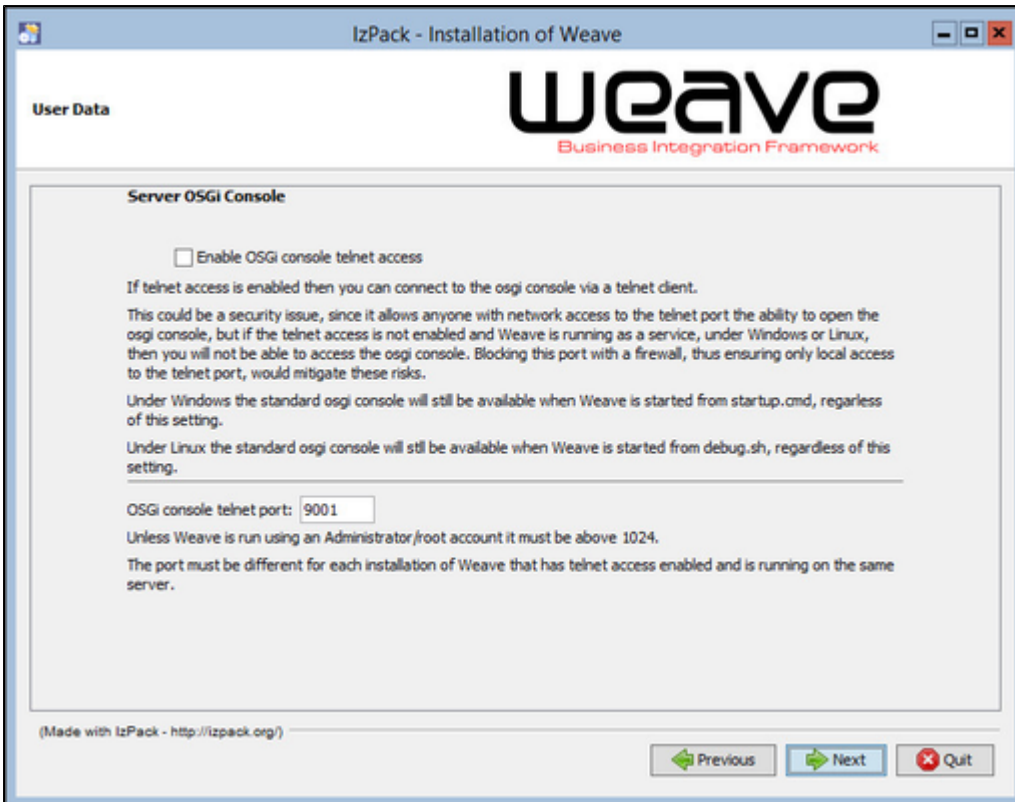 IzPack - Installation of Weave
User Data
weave
Business Integration Framework
Server OSGi Console
Enable OSGi console telnet access
If telnet access is enabled then you can connect to the osgi console via a telnet client.
This could be a security issue, since it allows anyone with network access to the telnet port the ability to open the
osgi console, but if the telnet access is not enabled and Weave is running as a service, under Windows or Linux,
then you will not be able to access the osgi console. Blocking this port with a firewall, thus ensuring only local access
to the telnet port, would mitigate these risks.
Under Windows the standard osgi console will still be available when Weave is started from startup.cmd, regarless
of this setting.
Under Linux the standard osgi console will stll be available when Weave is started from debug.sh, regardless of this
setting.
OSGi console telnet port: 9001
Unless Weave is run using an Administrator/root account it must be above 1024.
The port must be different for each installation of Weave that has telnet access enabled and is running on the same
server.
(Made with IzPack - http://izpack.org/)
Previous Next Quit